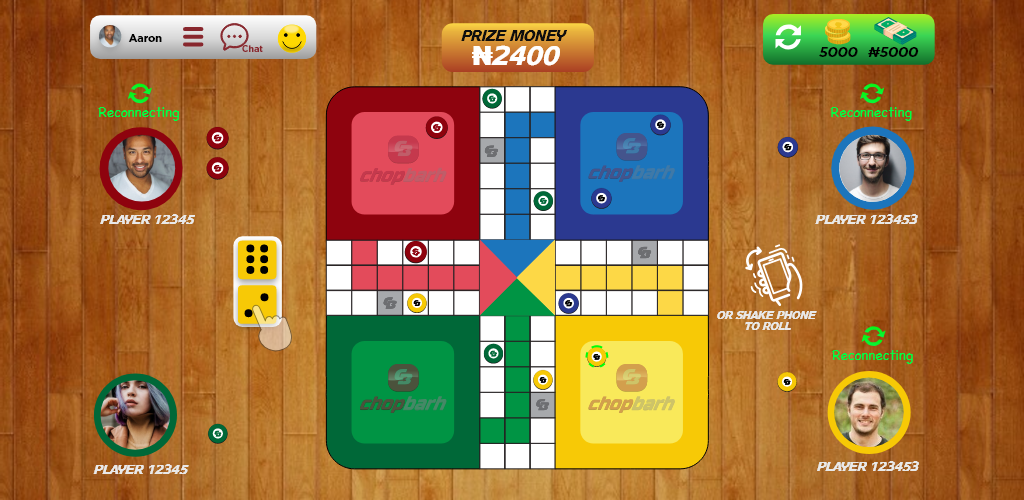 Aaron
Chat
PRIZE MONEY
₦2400
5000 ₦5000
Reconnecting
Reconnecting
chopbarh
chopbarh
PLAYER 12345
PLAYER 123453
OR SHAKE PHONE
TO ROLL
Reconnecting
chopbarh
chopbarh
PLAYER 12345
PLAYER 123453